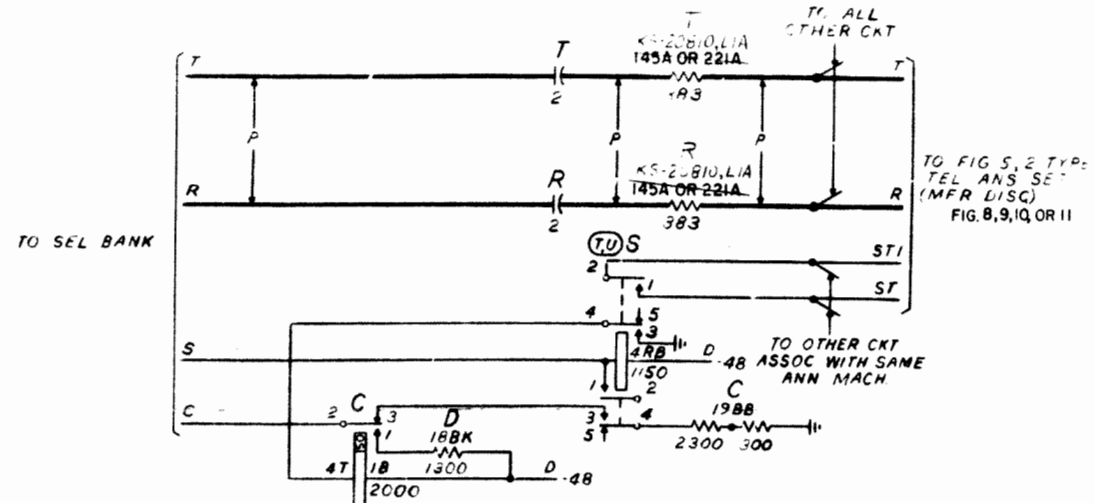 TO ALL
OTHER CKT
T
KS-20810,L1A
145A OR 221A
T
T
T
2
383
P
P
P
R
KS-20810,L1A
145A OR 221A
R
R
R
2
383
TO FIG 5, 2 TYPE
TEL ANS SET
(MFR DISC)
FIG. 8,9,10, OR 11
TO SEL BANK
T,U S
2
ST1
1
ST
4
5
3
S
4RB
1150
D
-48
TO OTHER CKT
ASSOC WITH SAME
ANN MACH.
1
2
C
19BB
C
2
C
3
D
3
4
1
18BK
5
2300
300
1300
SO
4T
1B
D
-48
2000